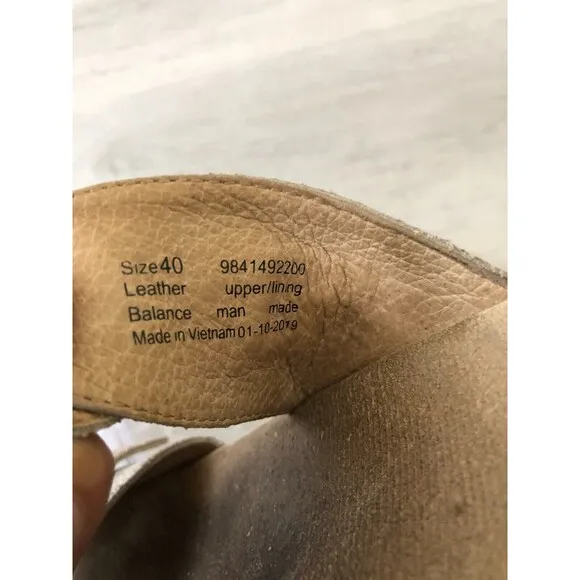 Size40 9841492200
Leather upper/lining
Balance man made
Made in Vietnam 01-10-2019